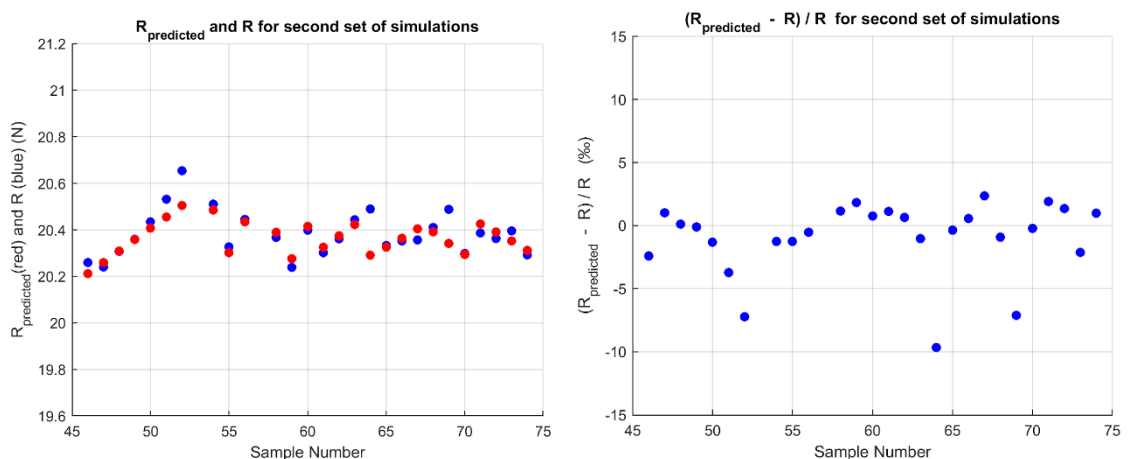 R_predicted and R for second set of simulations
R_predicted(red) and R (blue) (N)
21.2
21
20.8
20.6
20.4
20.2
20
19.8
19.6
45 50 55 60 65 70 75
Sample Number
(R_predicted - R) / R for second set of simulations
(R_predicted - R) / R (‰)
15
10
5
0
-5
-10
-15
45 50 55 60 65 70 75
Sample Number